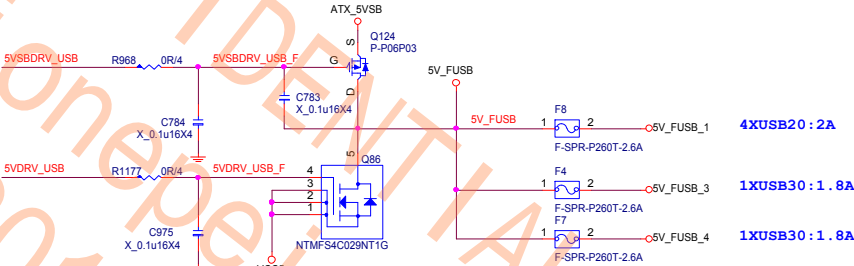 ATX_5VSB
Q124
P-P06P03
S
G
D
5VSBDRV_USB
R968
0R/4
5VSBDRV_USB_F
C783
X_0.1u16X4
C784
X_0.1u16X4
5V_FUSB
5V_FUSB
F8
1
2
5V_FUSB_1
4XUSB20:2A
F-SPR-P260T-2.6A
5VDRV_USB
R1177
0R/4
5VDRV_USB_F
5
Q86
4
3
2
1
NTMFS4C029NT1G
C975
X_0.1u16X4
F4
1
2
5V_FUSB_3
1XUSB30:1.8A
F-SPR-P260T-2.6A
F7
1
2
5V_FUSB_4
1XUSB30:1.8A
F-SPR-P260T-2.6A